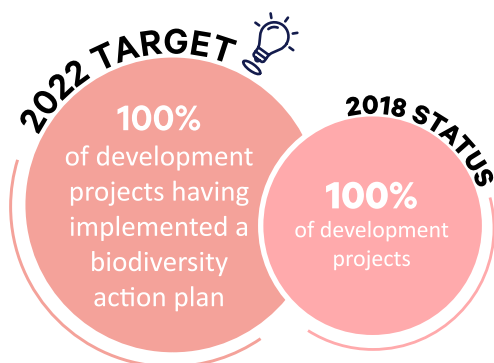 2022 TARGET
100%
of development
projects having
implemented a
biodiversity
action plan
2018 STATUS
100%
of development
projects